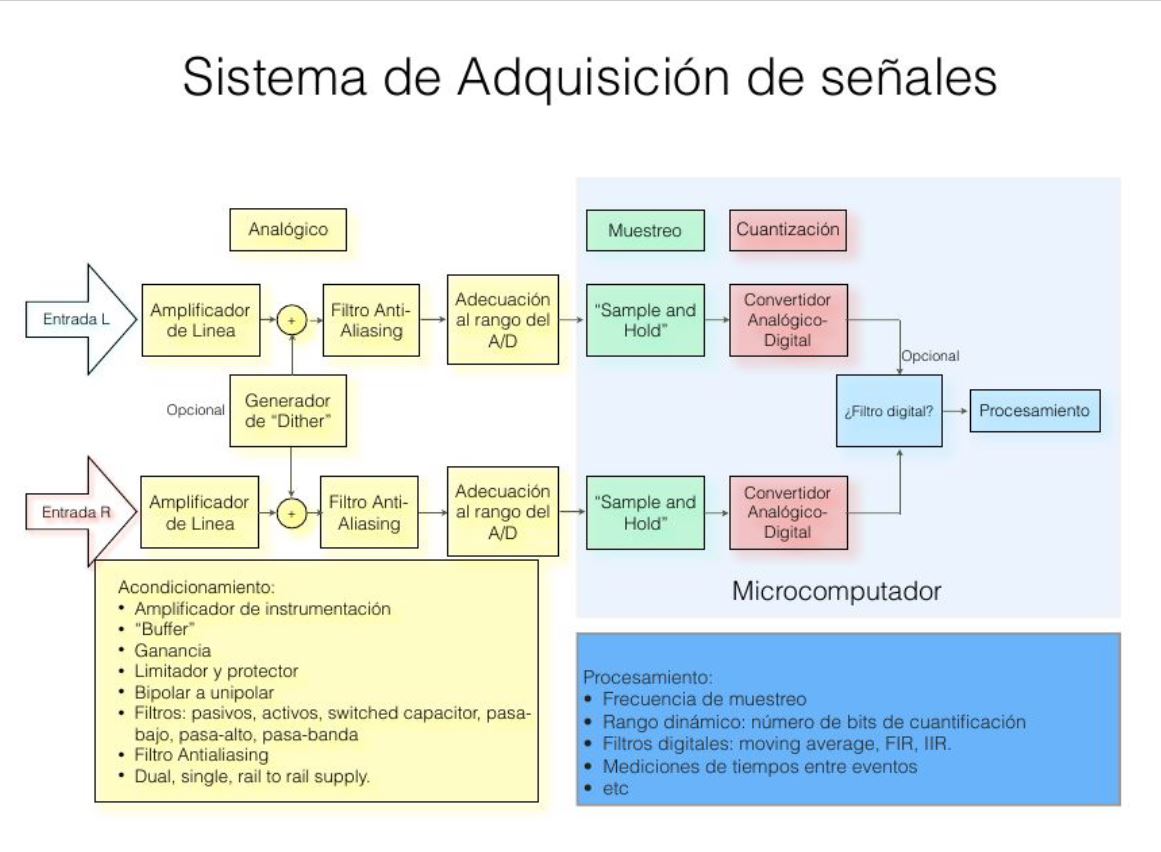 Sistema de Adquisición de señales
Analógico
Muestreo
Cuantización
Entrada L
Amplificador
de Linea
+
Filtro Anti-
Aliasing
Adecuación
al rango del
A/D
“Sample and
Hold”
Convertidor
Analógico-
Digital
Opcional
Opcional
Generador
de “Dither”
¿Filtro digital?
Procesamiento
Entrada R
Amplificador
de Linea
+
Filtro Anti-
Aliasing
Adecuación
al rango del
A/D
“Sample and
Hold”
Convertidor
Analógico-
Digital
Microcomputador
Acondicionamiento:
• Amplificador de instrumentación
• “Buffer”
• Ganancia
• Limitador y protector
• Bipolar a unipolar
• Filtros: pasivos, activos, switched capacitor, pasa-
bajo, pasa-alto, pasa-banda
• Filtro Antialiasing
• Dual, single, rail to rail supply.
Procesamiento:
• Frecuencia de muestreo
• Rango dinámico: número de bits de cuantificación
• Filtros digitales: moving average, FIR, IIR.
• Mediciones de tiempos entre eventos
• etc